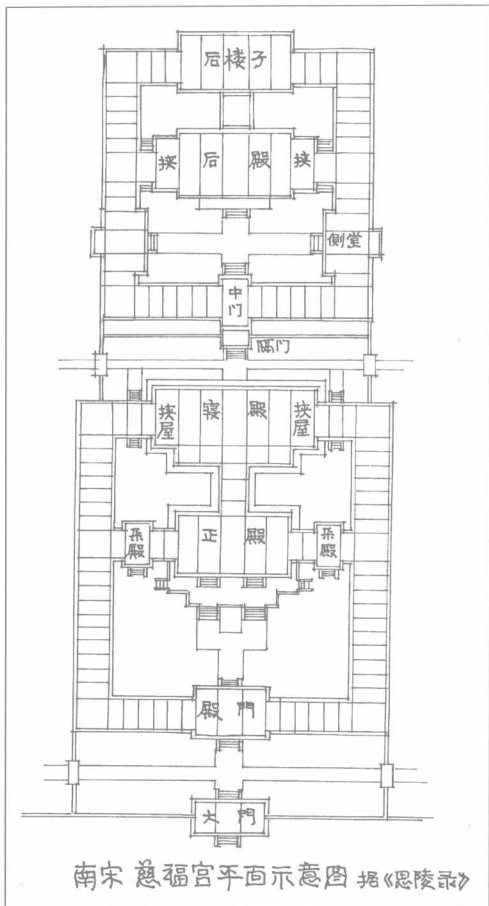 后楼子
挟 后 殿 挟
侧堂
中门
隔门
挟屋 寝 殿 挟屋
朶殿 正 殿 朶殿
殿 門
大 門
南宋 慈福宫平面示意图 据《思陵录》